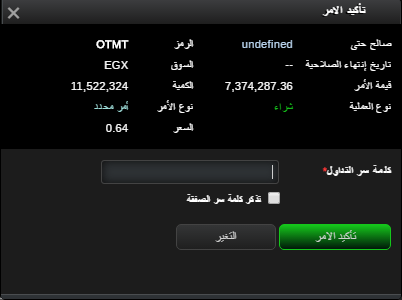 تأكيد الامر
صالح حتى undefined الرمز OTMT
تاريخ إنتهاء الصلاحية -- السوق EGX
قيمة الأمر 7,374,287.36 الكمية 11,522,324
نوع العملية شراء نوع الأمر أمر محدد
السعر 0.64
كلمة سر التداول*
تذكر كلمة سر الصفقة
تأكيد الامر التغير